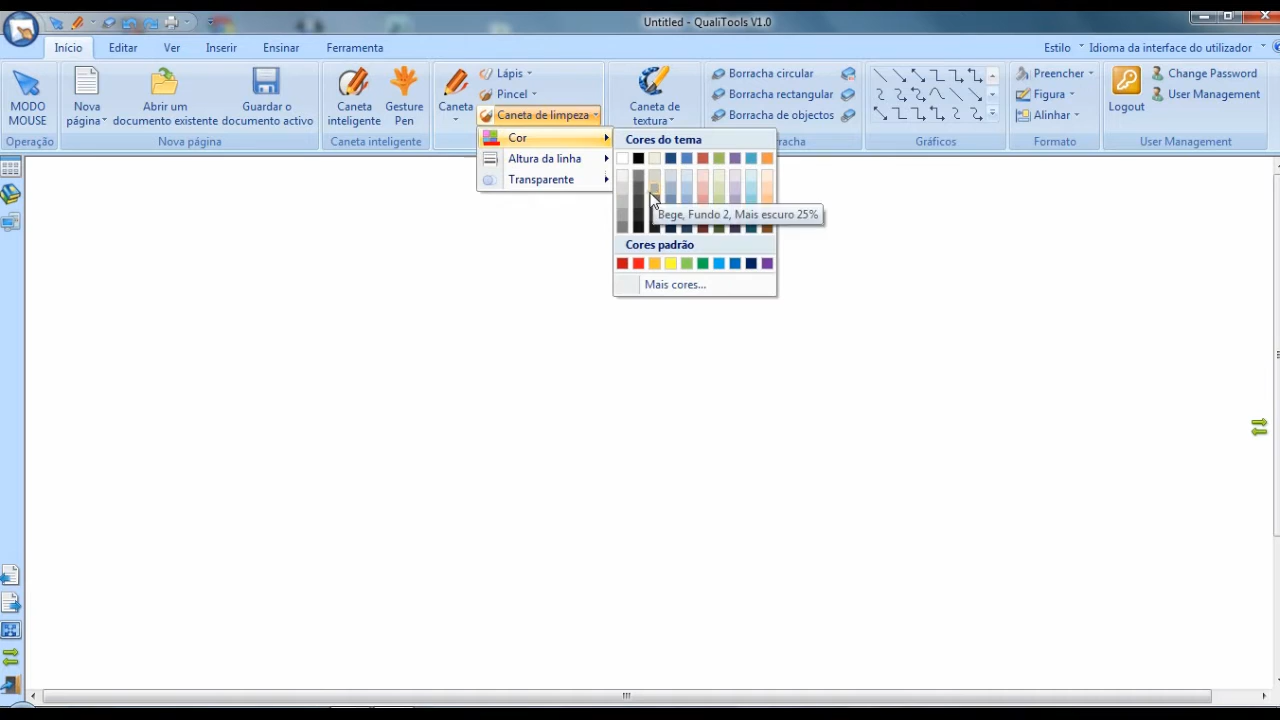 Untitled - QualiTools V1.0
Início Editar Ver Inserir Ensinar Ferramenta Estilo Idioma da interface do utilizador
MODO
MOUSE
Operação
Nova
página
Abrir um
documento existente
Guardar o
documento activo
Nova página
Caneta
inteligente
Gesture
Pen
Caneta inteligente
Caneta
Lápis
Pincel
Caneta de limpeza
Caneta de
textura
Borracha circular
Borracha rectangular
Borracha de objectos
racha
Gráficos
Preencher
Figura
Alinhar
Formato
Logout
Change Password
User Management
User Management
Cor
Altura da linha
Transparente
Cores do tema
Bege, Fundo 2, Mais escuro 25%
Cores padrão
Mais cores...